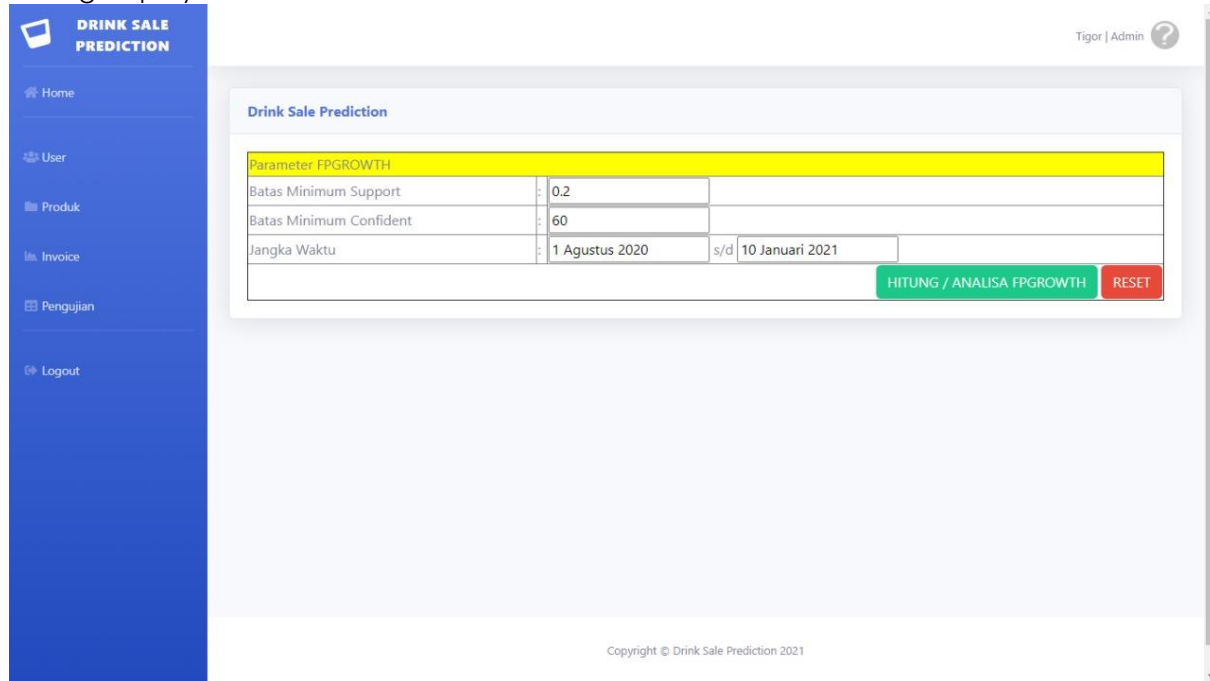 DRINK SALE
PREDICTION
Tigor | Admin
Home
User
Produk
Invoice
Pengujian
Logout
Drink Sale Prediction
Parameter FPGROWTH
Batas Minimum Support : 0.2
Batas Minimum Confident : 60
Jangka Waktu : 1 Agustus 2020 s/d 10 Januari 2021
HITUNG / ANALISA FPGROWTH RESET
Copyright © Drink Sale Prediction 2021